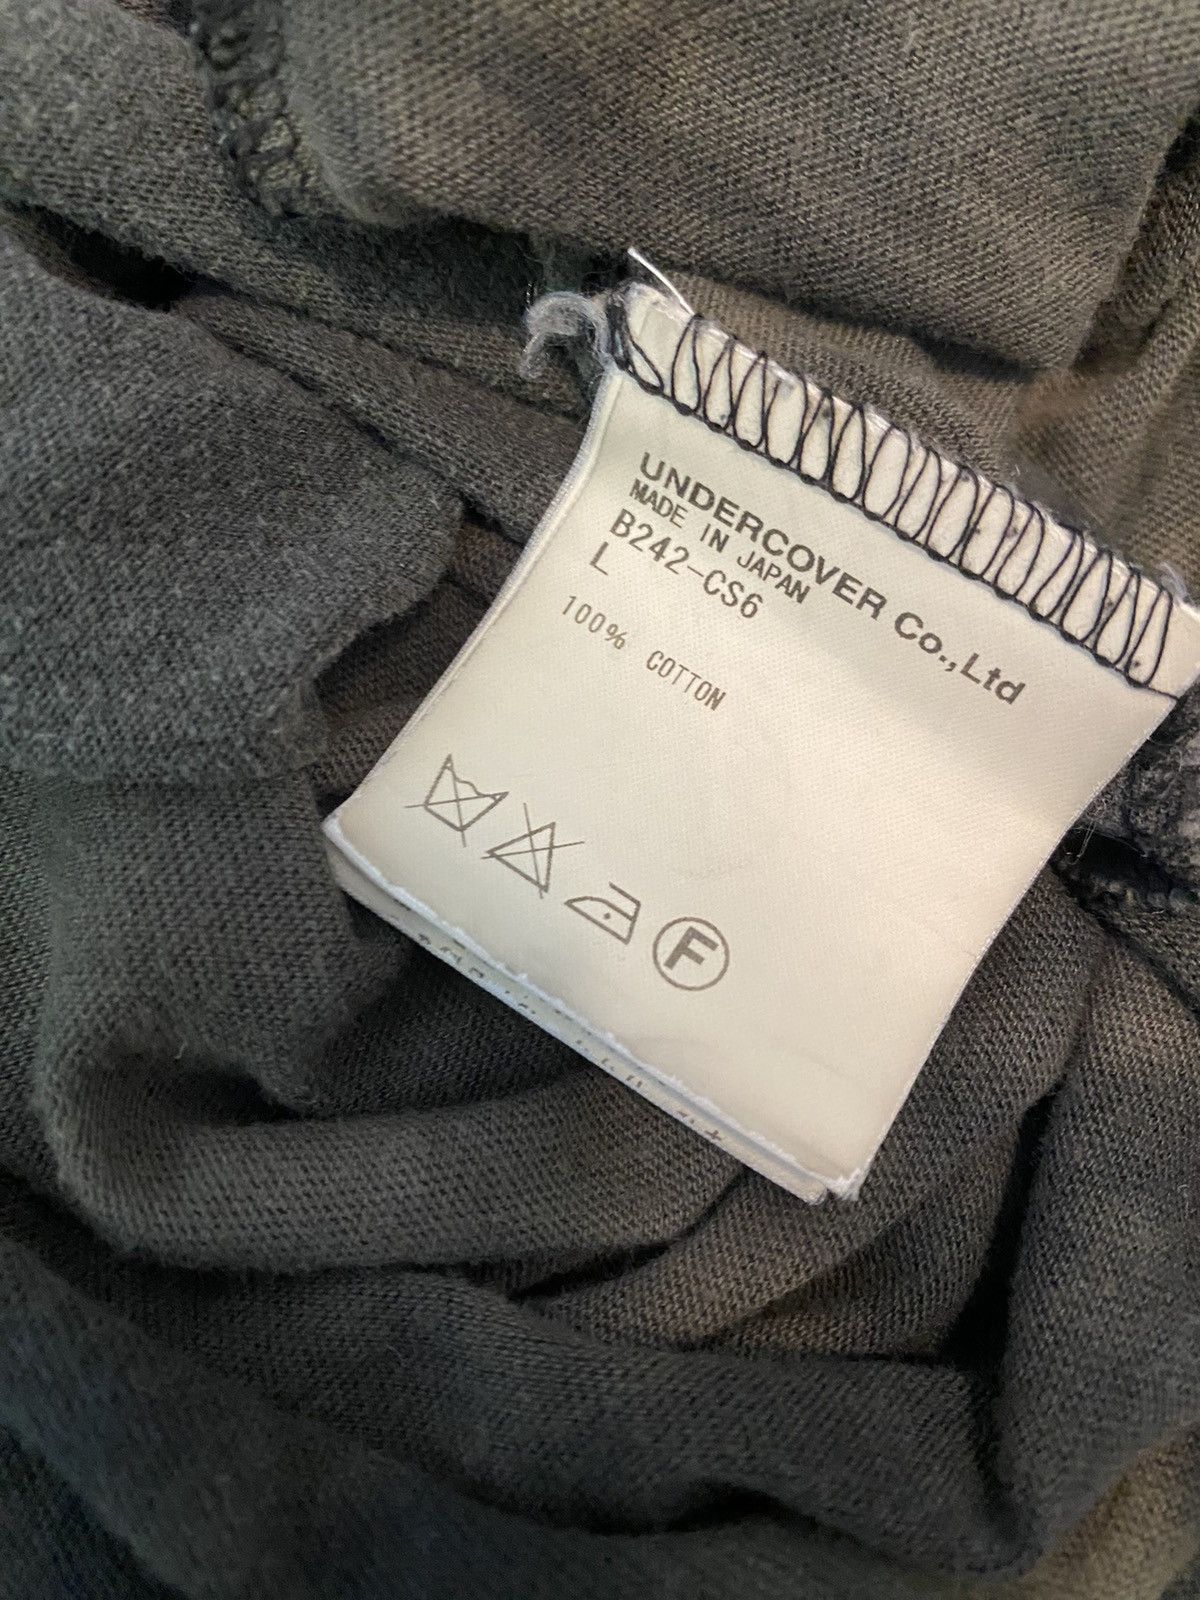 UNDERCOVER Co.,Ltd
MADE IN JAPAN
B242-CS6
L
100% COTTON
F